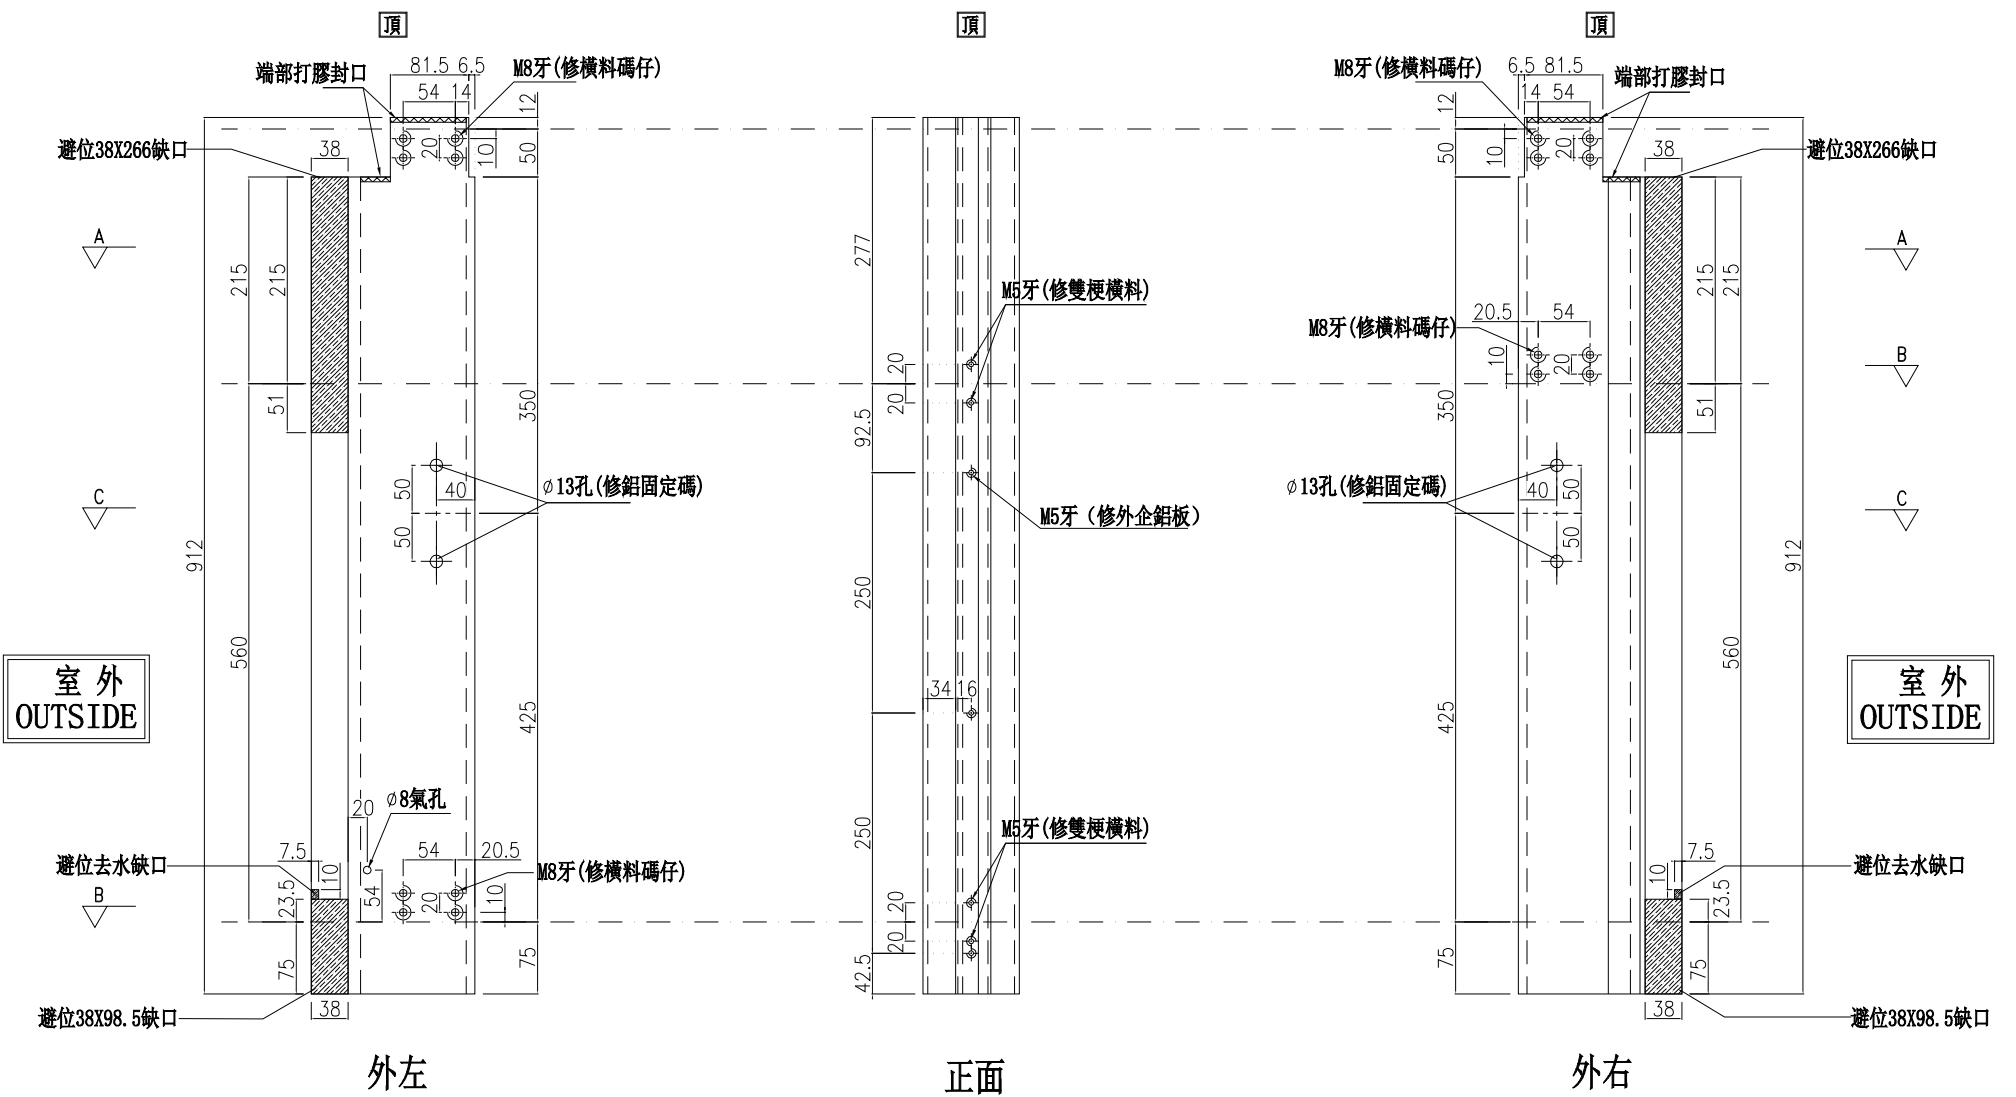 頂
頂
頂
端部打膠封口
81.5
6.5
M8牙(修橫料碼仔)
54
14
12
避位38X266缺口
38
20
10
50
A
215
215
51
350
C
912
50
40
50
ø13孔(修鋁固定碼)
室 外
OUTSIDE
560
425
20
ø8氣孔
7.5
10
54
20.5
避位去水缺口
M8牙(修橫料碼仔)
B
23.5
54
20
10
75
75
避位38X98.5缺口
38
外左
277
M5牙(修雙梗橫料)
20
20
92.5
M5牙（修外企鋁板）
250
34
16
250
M5牙(修雙梗橫料)
20
20
42.5
正面
M8牙(修橫料碼仔)
6.5
81.5
端部打膠封口
14
54
12
50
10
20
38
避位38X266缺口
A
215
215
20.5
54
M8牙(修橫料碼仔)
10
20
B
350
51
ø13孔(修鋁固定碼)
40
50
50
C
912
室 外
OUTSIDE
560
425
7.5
10
避位去水缺口
23.5
75
75
38
避位38X98.5缺口
外右